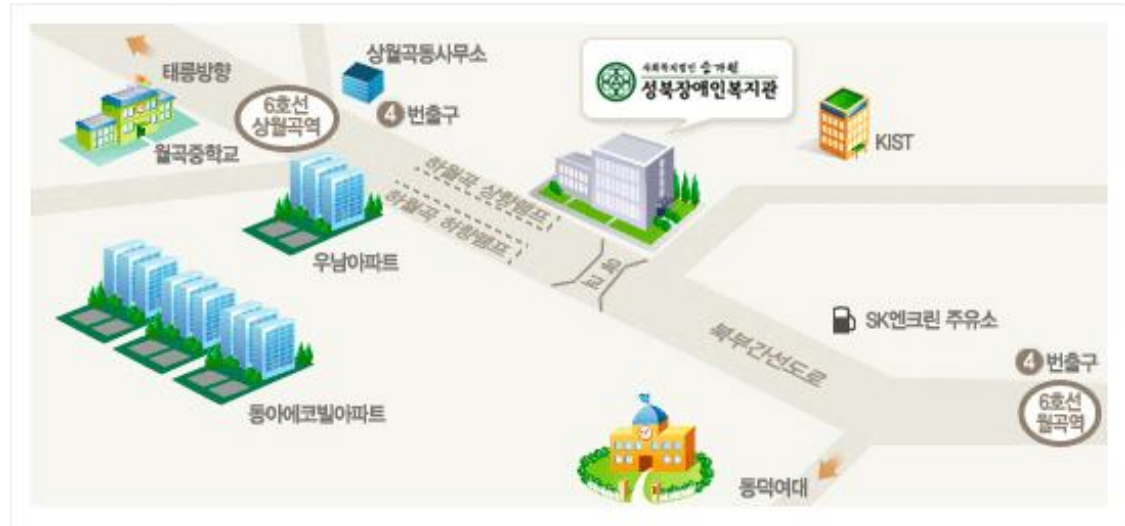 태릉방향
월곡중학교
6호선
상월곡역
상월곡동사무소
4 번출구
사회복지법인 승가원
성북장애인복지관
KIST
하월곡 상향램프
하월곡 하향램프
우남아파트
육교
동아에코빌아파트
SK엔크린 주유소
북부간선도로
4 번출구
6호선
월곡역
동덕여대